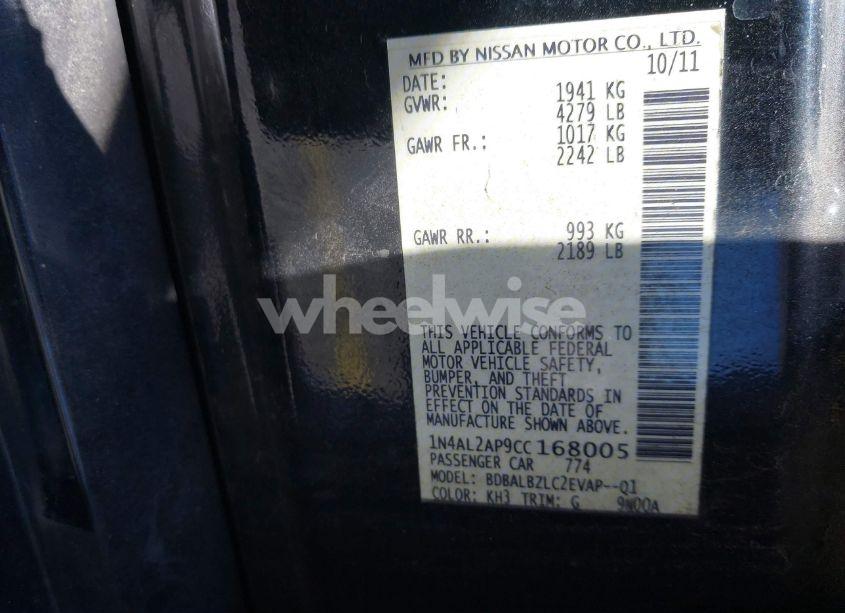 MFD BY NISSAN MOTOR CO., LTD.
DATE: 10/11
GVWR: 1941 KG
4279 LB
GAWR FR.: 1017 KG
2242 LB
GAWR RR.: 993 KG
2189 LB
wheelwise
THIS VEHICLE CONFORMS TO
ALL APPLICABLE FEDERAL
MOTOR VEHICLE SAFETY,
BUMPER, AND THEFT
PREVENTION STANDARDS IN
EFFECT ON THE DATE OF
MANUFACTURE SHOWN ABOVE.
1N4AL2AP9CC168005
PASSENGER CAR 774
MODEL: BDBALBZLC2EVAP--Q1
COLOR: KH3 TRIM: G 9N00A